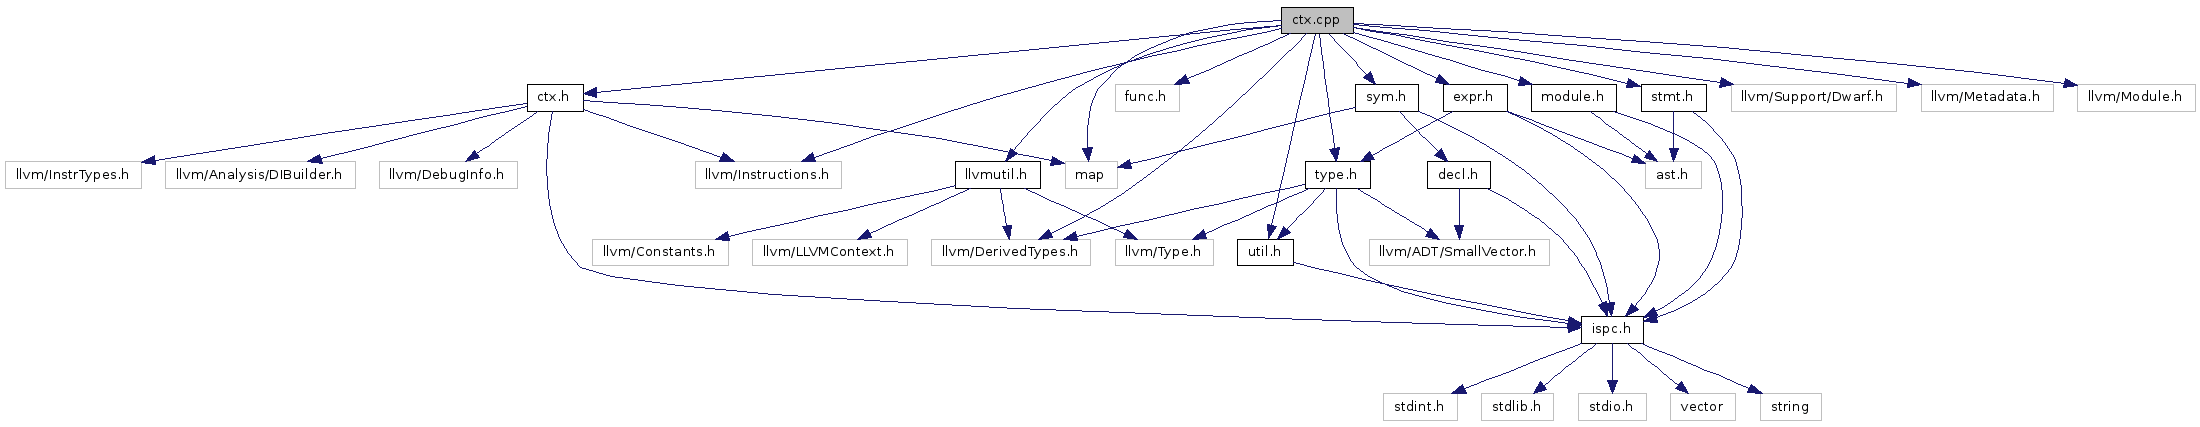 ctx.cpp
ctx.h
func.h
sym.h
expr.h
module.h
stmt.h
llvm/Support/Dwarf.h
llvm/Metadata.h
llvm/Module.h
llvm/InstrTypes.h
llvm/Analysis/DIBuilder.h
llvm/DebugInfo.h
llvm/Instructions.h
llvmutil.h
map
type.h
decl.h
ast.h
llvm/Constants.h
llvm/LLVMContext.h
llvm/DerivedTypes.h
llvm/Type.h
util.h
llvm/ADT/SmallVector.h
ispc.h
stdint.h
stdlib.h
stdio.h
vector
string